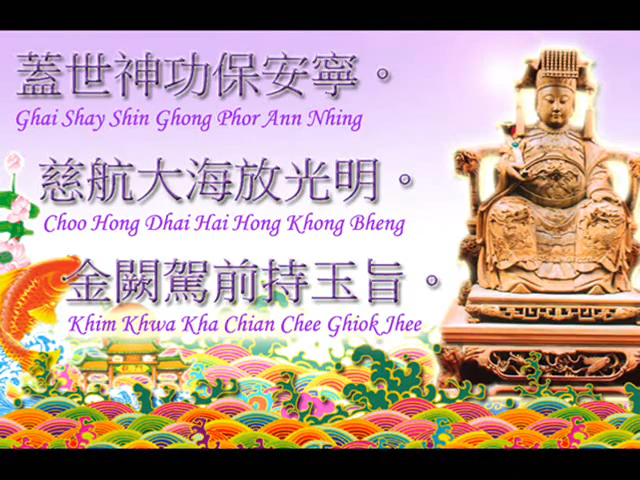 蓋世神功保安寧。
Ghai Shay Shin Ghong Phor Ann Nhing
慈航大海放光明。
Choo Hong Dhai Hai Hong Khong Bheng
金闕駕前持玉旨。
Khim Khwa Kha Chian Chee Ghiok Jhee